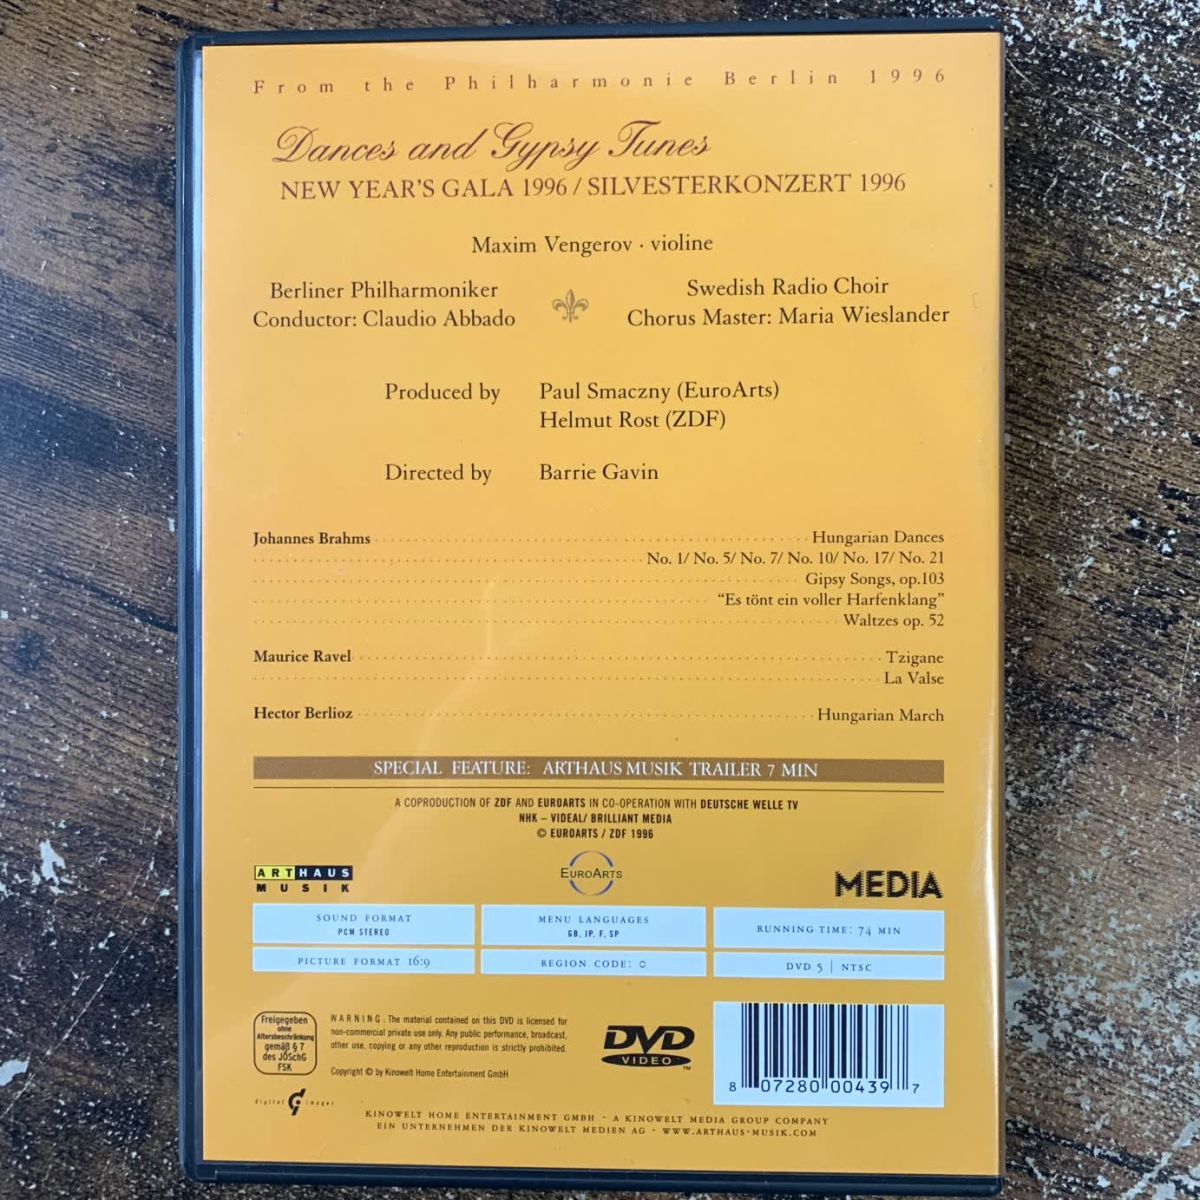 From the Philharmonie Berlin 1996
Dances and Gypsy Tunes
NEW YEAR'S GALA 1996 / SILVESTERKONZERT 1996
Maxim Vengerov · violine
Berliner Philharmoniker
Conductor: Claudio Abbado
Swedish Radio Choir
Chorus Master: Maria Wieslander
Produced by Paul Smaczny (EuroArts)
Helmut Rost (ZDF)
Directed by Barrie Gavin
Johannes Brahms Hungarian Dances
No. 1/ No. 5/ No. 7/ No. 10/ No. 17/ No. 21
Gipsy Songs, op.103
“Es tönt ein voller Harfenklang”
Waltzes op. 52
Maurice Ravel Tzigane
La Valse
Hector Berlioz Hungarian March
SPECIAL FEATURE: ARTHAUS MUSIK TRAILER 7 MIN
A COPRODUCTION OF ZDF AND EUROARTS IN CO-OPERATION WITH DEUTSCHE WELLE TV
NHK – VIDEAL/ BRILLIANT MEDIA
© EUROARTS / ZDF 1996
ARTHAUS
MUSIK
EUROARTS
MEDIA
SOUND FORMAT
PCM STEREO
MENU LANGUAGES
GB, JP, F, SP
RUNNING TIME: 74 MIN
PICTURE FORMAT 16:9
REGION CODE: 0
DVD 5 | NTSC
Freigegeben
ohne
Altersbeschränkung
gemäß § 7
des JÖSchG
FSK
WARNING: The material contained on this DVD is licensed for
non-commercial private use only. Any public performance, broadcast,
other use, copying or any other reproduction is strictly prohibited.
Copyright © by Kinowelt Home Entertainment GmbH
DVD
VIDEO
TM
8 07280 00439 7
digital images
KINOWELT HOME ENTERTAINMENT GMBH - A KINOWELT MEDIA GROUP COMPANY
EIN UNTERNEHMEN DER KINOWELT MEDIEN AG - WWW.ARTHAUS-MUSIK.COM